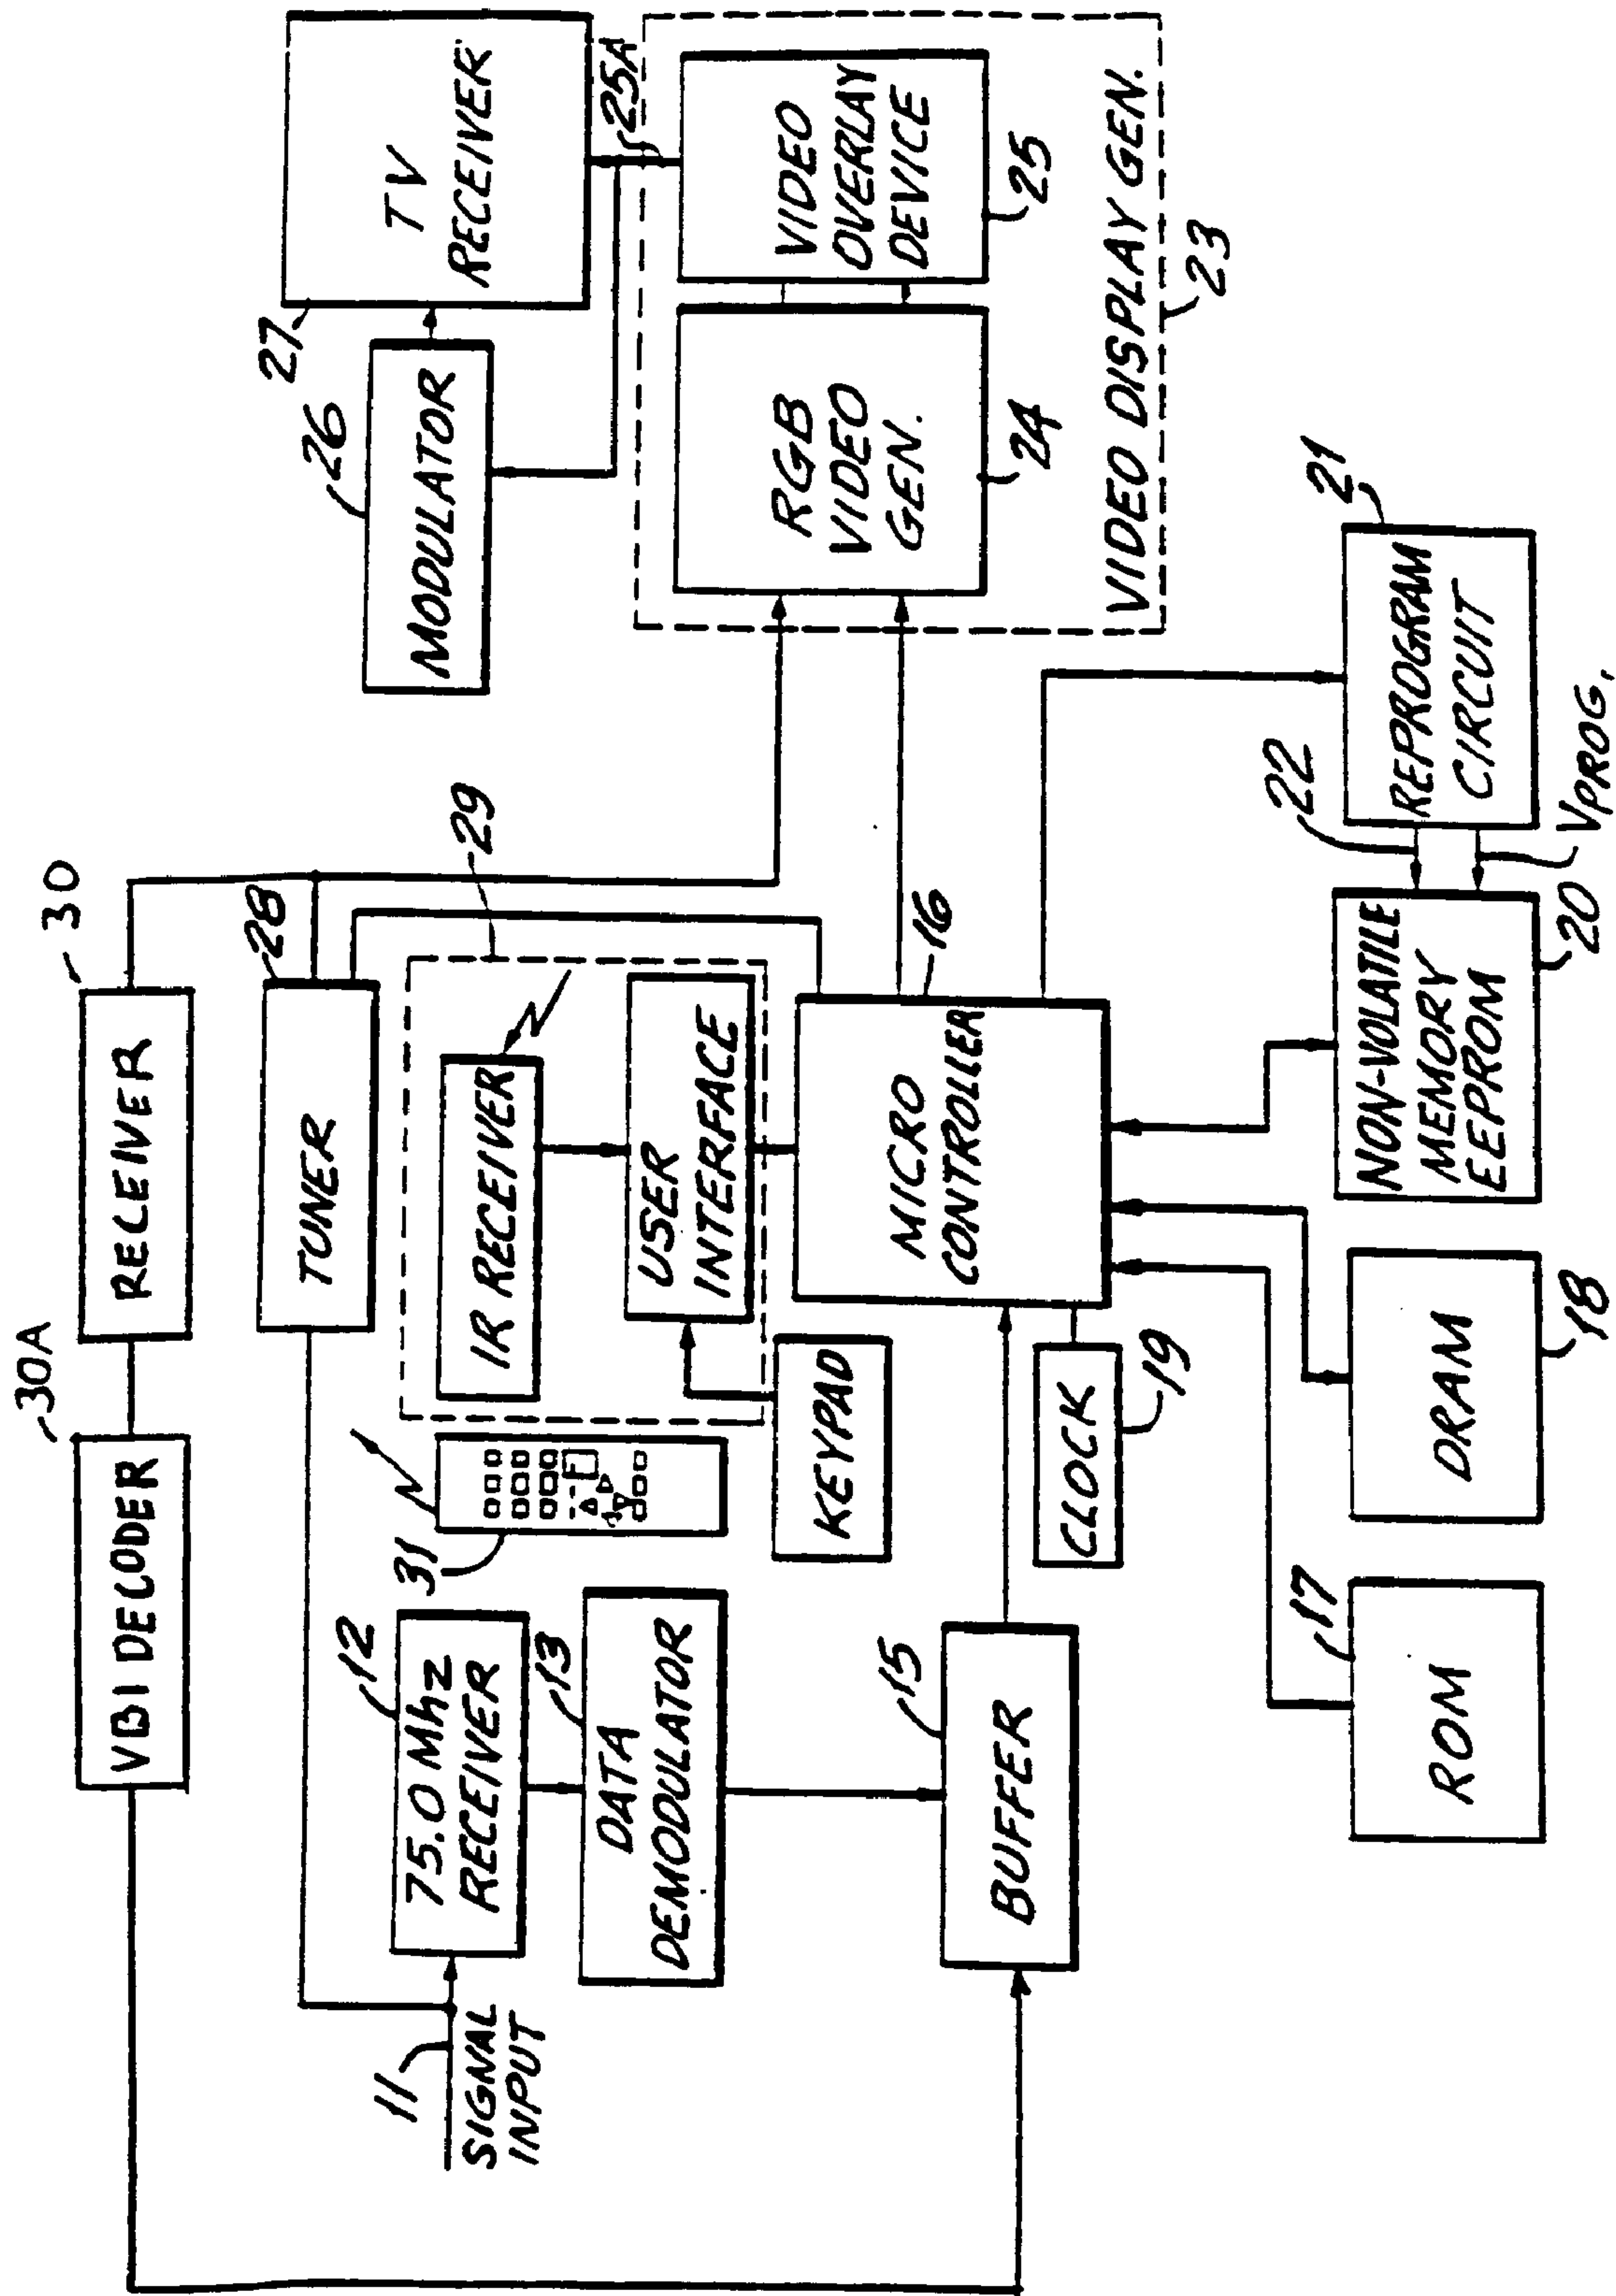 30A
30
VBI DECODER
RECEIVER
28
TUNER
27
TV
RECEIVER
26
MODULATOR
25A
11
SIGNAL
INPUT
12
75.0 Mhz
RECEIVER
13
DATA
DEMODULATOR
31
29
IR RECEIVER
USER
INTERFACE
KEYPAD
RGB
VIDEO
GEN.
24
VIDEO
OVERLAY
DEVICE
25
VIDEO DISPLAY GEN.
23
15
BUFFER
16
MICRO
CONTROLLER
CLOCK
19
17
ROM
DRAM
18
NON-VOLATILE
MEMORY
EEPROM
20
22
21
REPROGRAM
CIRCUIT
VPROG.